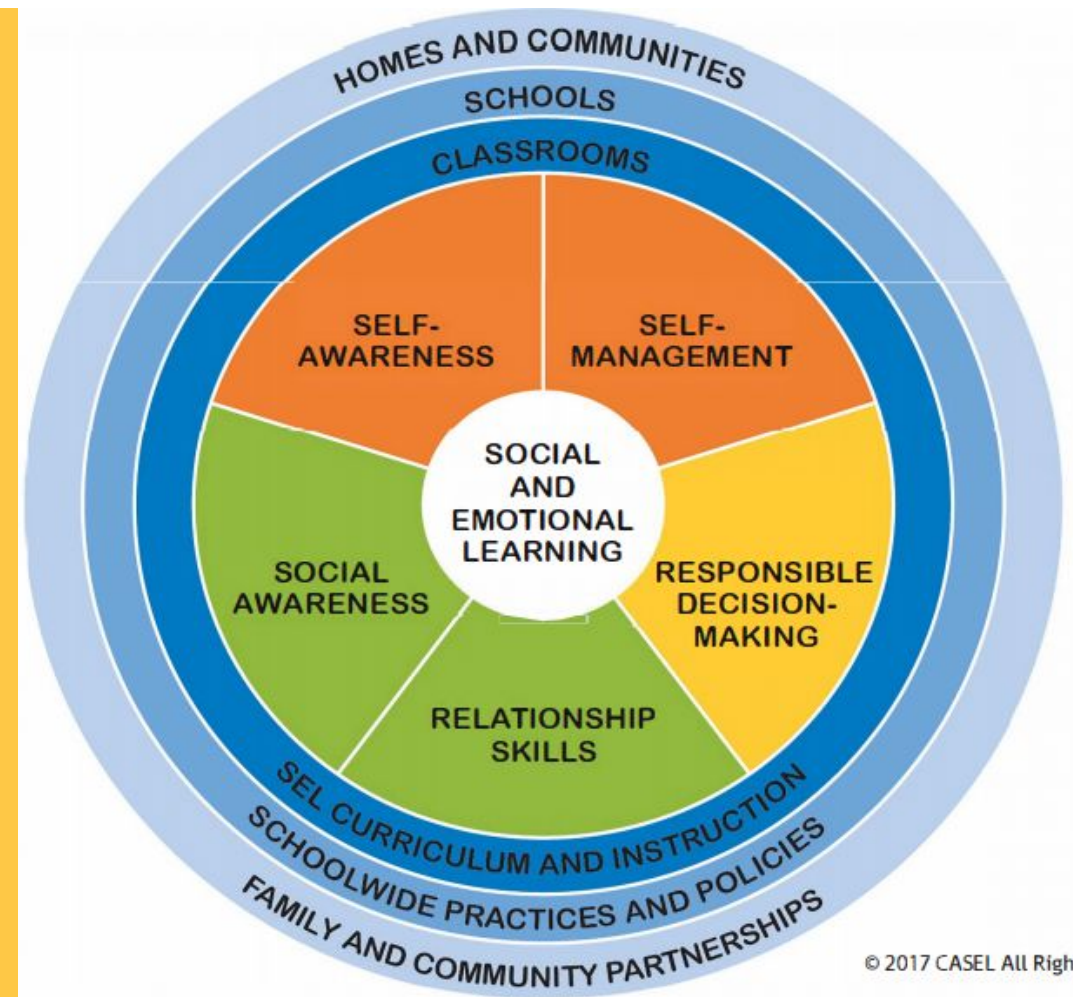 HOMES AND COMMUNITIES
SCHOOLS
CLASSROOMS
SELF-
AWARENESS
SELF-
MANAGEMENT
SOCIAL
AND
EMOTIONAL
LEARNING
SOCIAL
AWARENESS
RESPONSIBLE
DECISION-
MAKING
RELATIONSHIP
SKILLS
SEL CURRICULUM AND INSTRUCTION
SCHOOLWIDE PRACTICES AND POLICIES
FAMILY AND COMMUNITY PARTNERSHIPS
© 2017 CASEL All Righ